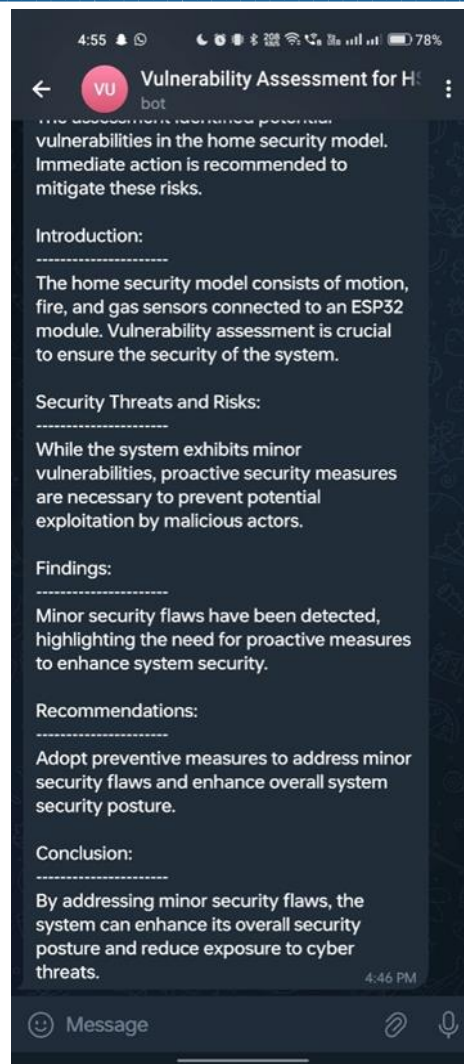 4:55 78%
VU Vulnerability Assessment for H
bot
The assessment identified potential
vulnerabilities in the home security model.
Immediate action is recommended to
mitigate these risks.
Introduction:
----------------------
The home security model consists of motion,
fire, and gas sensors connected to an ESP32
module. Vulnerability assessment is crucial
to ensure the security of the system.
Security Threats and Risks:
----------------------
While the system exhibits minor
vulnerabilities, proactive security measures
are necessary to prevent potential
exploitation by malicious actors.
Findings:
----------------------
Minor security flaws have been detected,
highlighting the need for proactive measures
to enhance system security.
Recommendations:
----------------------
Adopt preventive measures to address minor
security flaws and enhance overall system
security posture.
Conclusion:
----------------------
By addressing minor security flaws, the
system can enhance its overall security
posture and reduce exposure to cyber
threats.
4:46 PM
Message